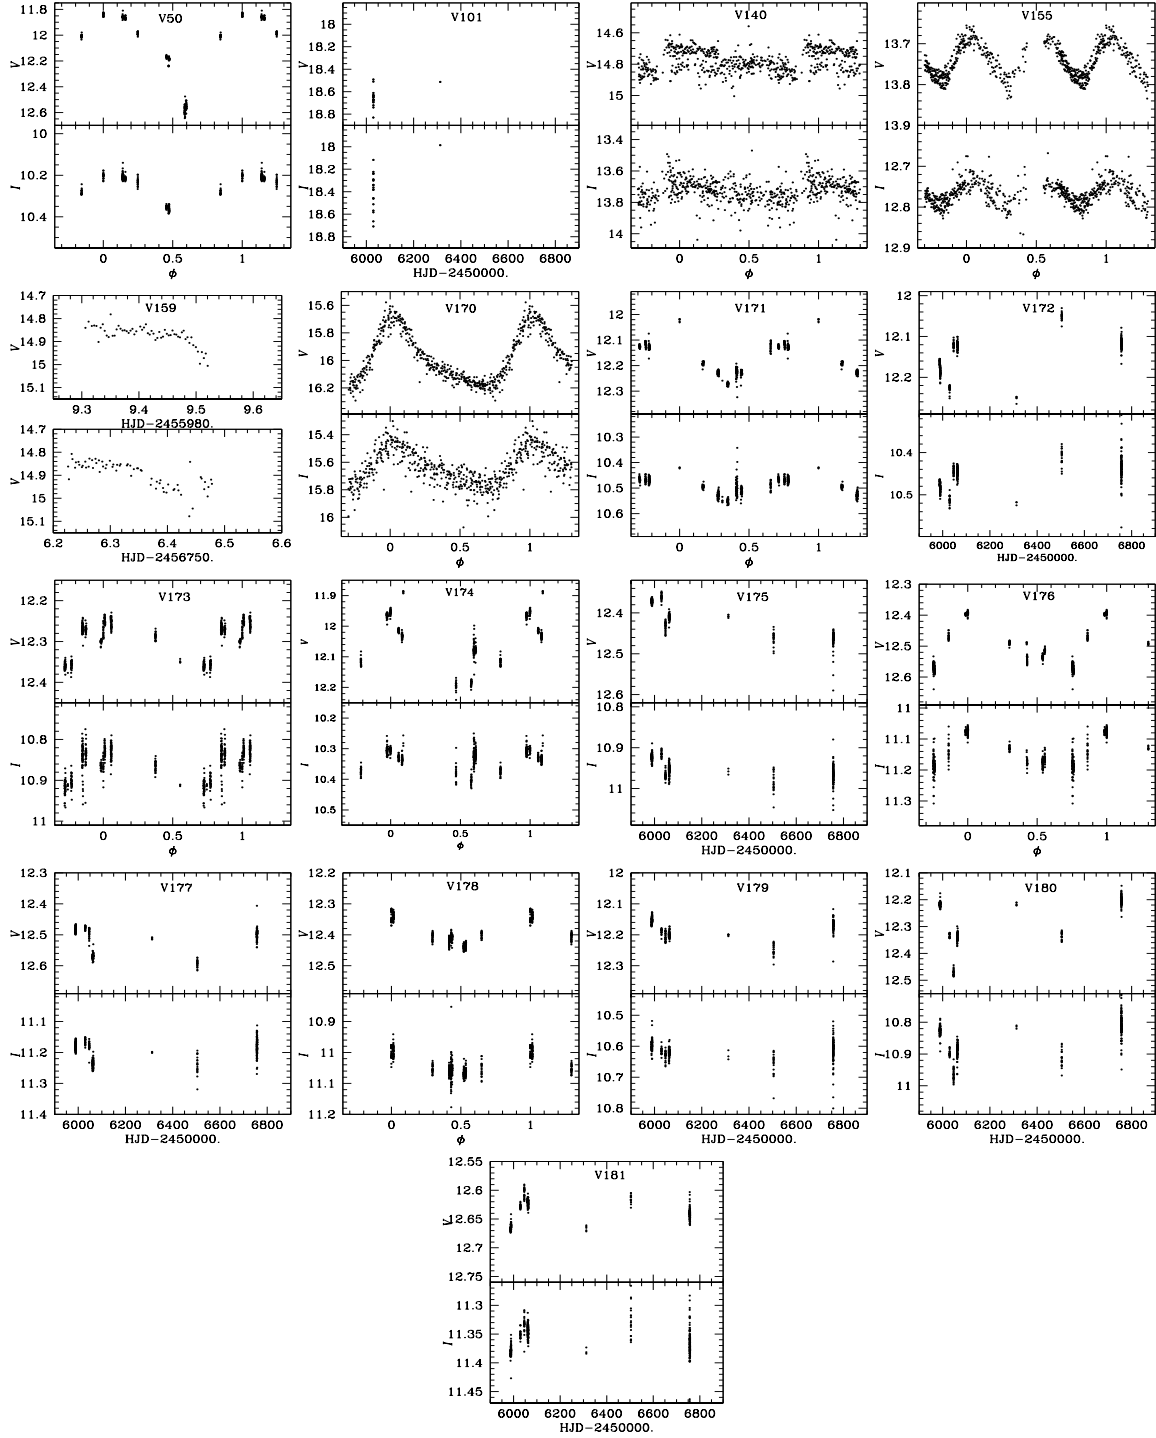 V50
11.8
12
V
12.2
12.4
12.6
10
10.2
I
10.4
0 0.5 1
φ
V101
18
18.2
V
18.4
18.6
18.8
18
18.2
I
18.4
18.6
18.8
6000 6200 6400 6600 6800
HJD-2450000.
V140
14.6
V
14.8
15
13.4
13.6
I
13.8
14
0 0.5 1
φ
V155
13.7
V
13.8
13.9
12.7
I
12.8
12.9
0 0.5 1
φ
V159
14.7
14.8
V
14.9
15
15.1
9.3 9.4 9.5 9.6
HJD-2455980.
14.7
14.8
V
14.9
15
15.1
6.2 6.3 6.4 6.5 6.6
HJD-2456750.
V170
15.6
15.8
V
16
16.2
15.4
I
15.6
15.8
16
0 0.5 1
φ
V171
12
12.1
V
12.2
12.3
10.3
10.4
I
10.5
10.6
0 0.5 1
φ
V172
12
12.1
V
12.2
10.4
I
10.5
6000 6200 6400 6600 6800
HJD-2450000.
V173
12.2
V
12.3
12.4
10.8
I
10.9
11
0 0.5 1
φ
V174
11.9
12
V
12.1
12.2
10.2
10.3
I
10.4
10.5
0 0.5 1
φ
V175
12.4
V
12.5
12.6
10.8
10.9
I
11
6000 6200 6400 6600 6800
HJD-2450000.
V176
12.3
12.4
V
12.5
12.6
11
11.1
I
11.2
11.3
0 0.5 1
φ
V177
12.3
12.4
V
12.5
12.6
11.1
I
11.2
11.3
11.4
6000 6200 6400 6600 6800
HJD-2450000.
V178
12.2
12.3
V
12.4
12.5
10.9
I
11
11.1
11.2
0 0.5 1
φ
V179
12
12.1
V
12.2
12.3
10.5
I
10.6
10.7
10.8
6000 6200 6400 6600 6800
HJD-2450000.
V180
12.1
12.2
V
12.3
12.4
12.5
10.8
I
10.9
11
6000 6200 6400 6600 6800
HJD-2450000.
V181
12.55
12.6
V
12.65
12.7
12.75
11.3
I
11.35
11.4
11.45
6000 6200 6400 6600 6800
HJD-2450000.